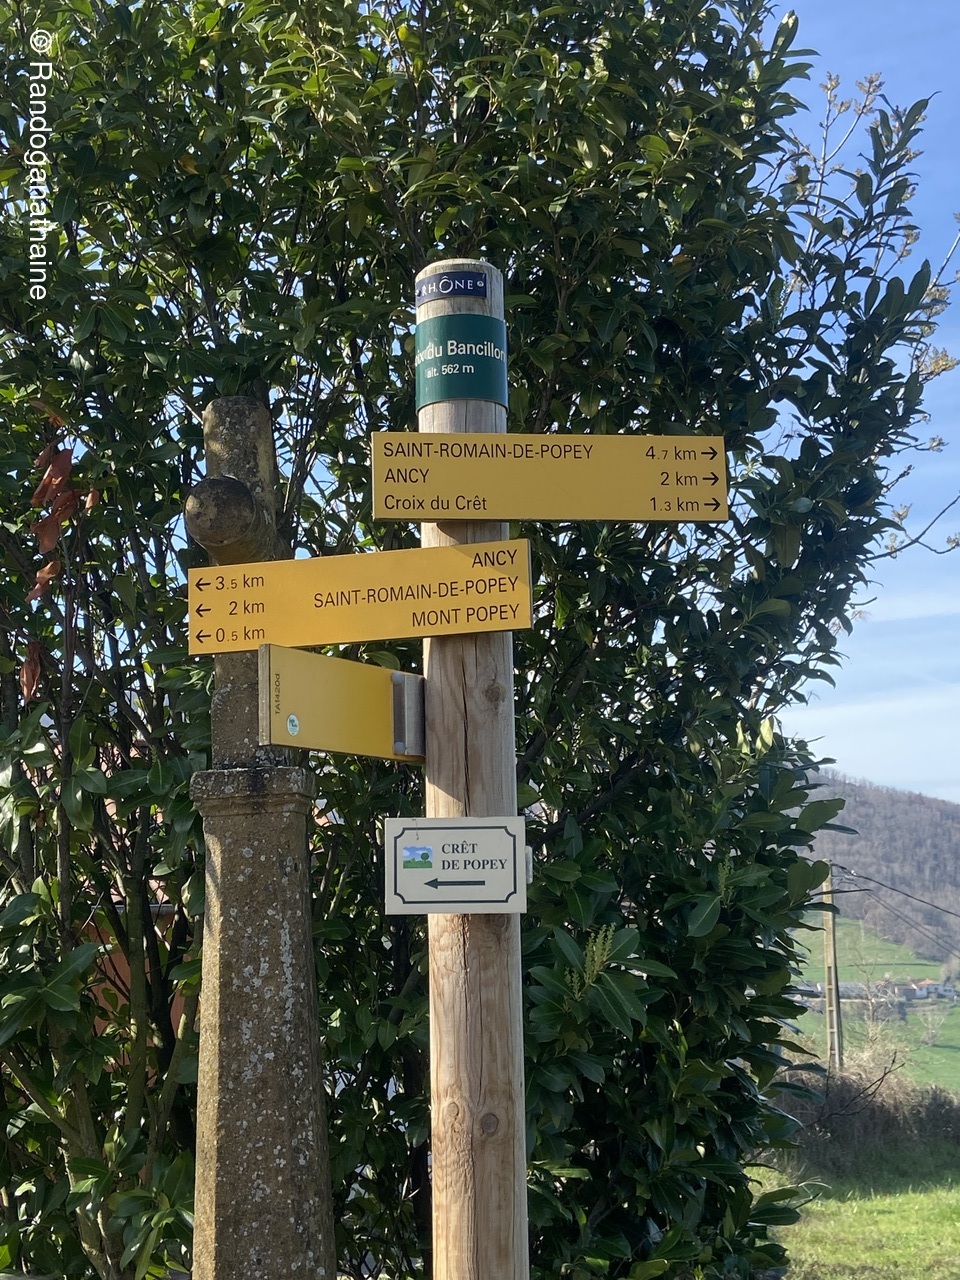 © Randoganathaine
RHÔNE
du Bancillon
alt. 562 m
SAINT-ROMAIN-DE-POPEY 4.7 km →
ANCY 2 km →
Croix du Crêt 1.3 km →
← 3.5 km ANCY
← 2 km SAINT-ROMAIN-DE-POPEY
← 0.5 km MONT POPEY
CRÊT
DE POPEY